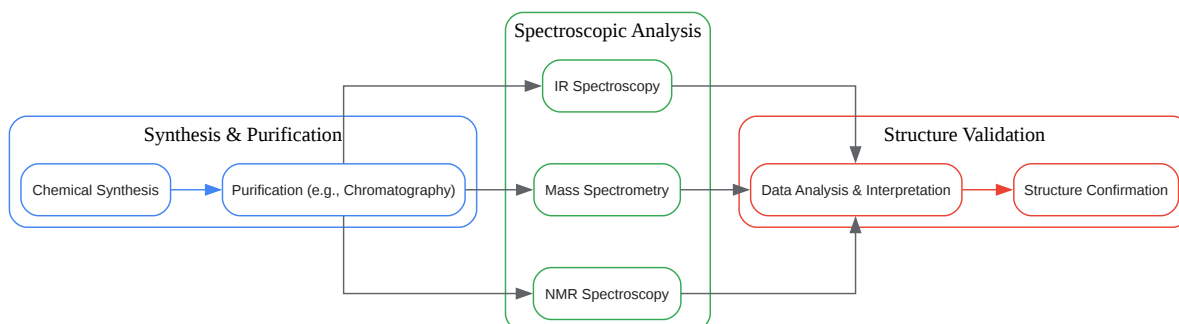 Spectroscopic Analysis
IR Spectroscopy
Synthesis & Purification
Structure Validation
Chemical Synthesis
Purification (e.g., Chromatography)
Mass Spectrometry
Data Analysis & Interpretation
Structure Confirmation
NMR Spectroscopy